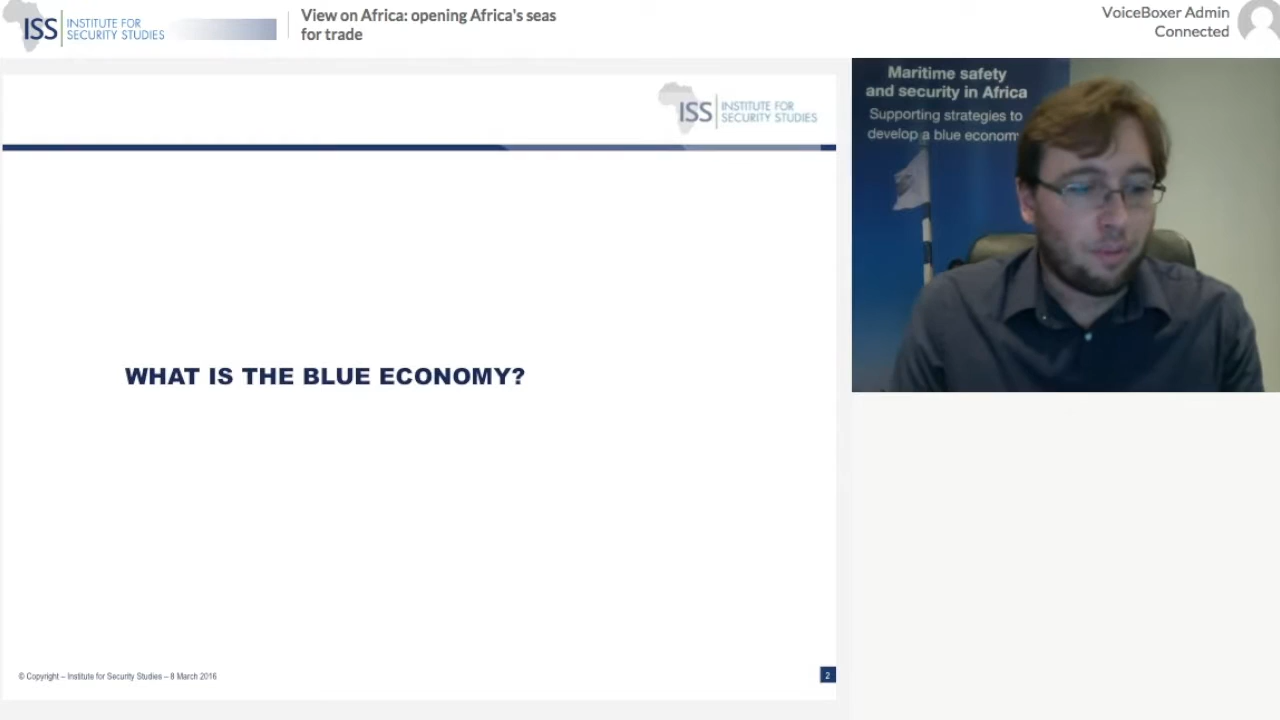 ISS INSTITUTE FOR
SECURITY STUDIES
View on Africa: opening Africa's seas
for trade
VoiceBoxer Admin
Connected
ISS INSTITUTE FOR
SECURITY STUDIES
WHAT IS THE BLUE ECONOMY?
© Copyright – Institute for Security Studies – 8 March 2016
2
Maritime safety
and security in Africa
Supporting strategies to
develop a blue economy